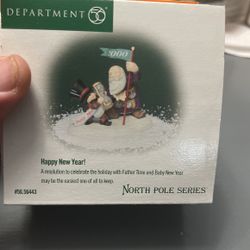 DEPARTMENT 56
2000
Happy New Year!
A resolution to celebrate the holiday with Father Time and Baby New Year
may be the easiest one of all to keep.
#56.56443
NORTH POLE SERIES